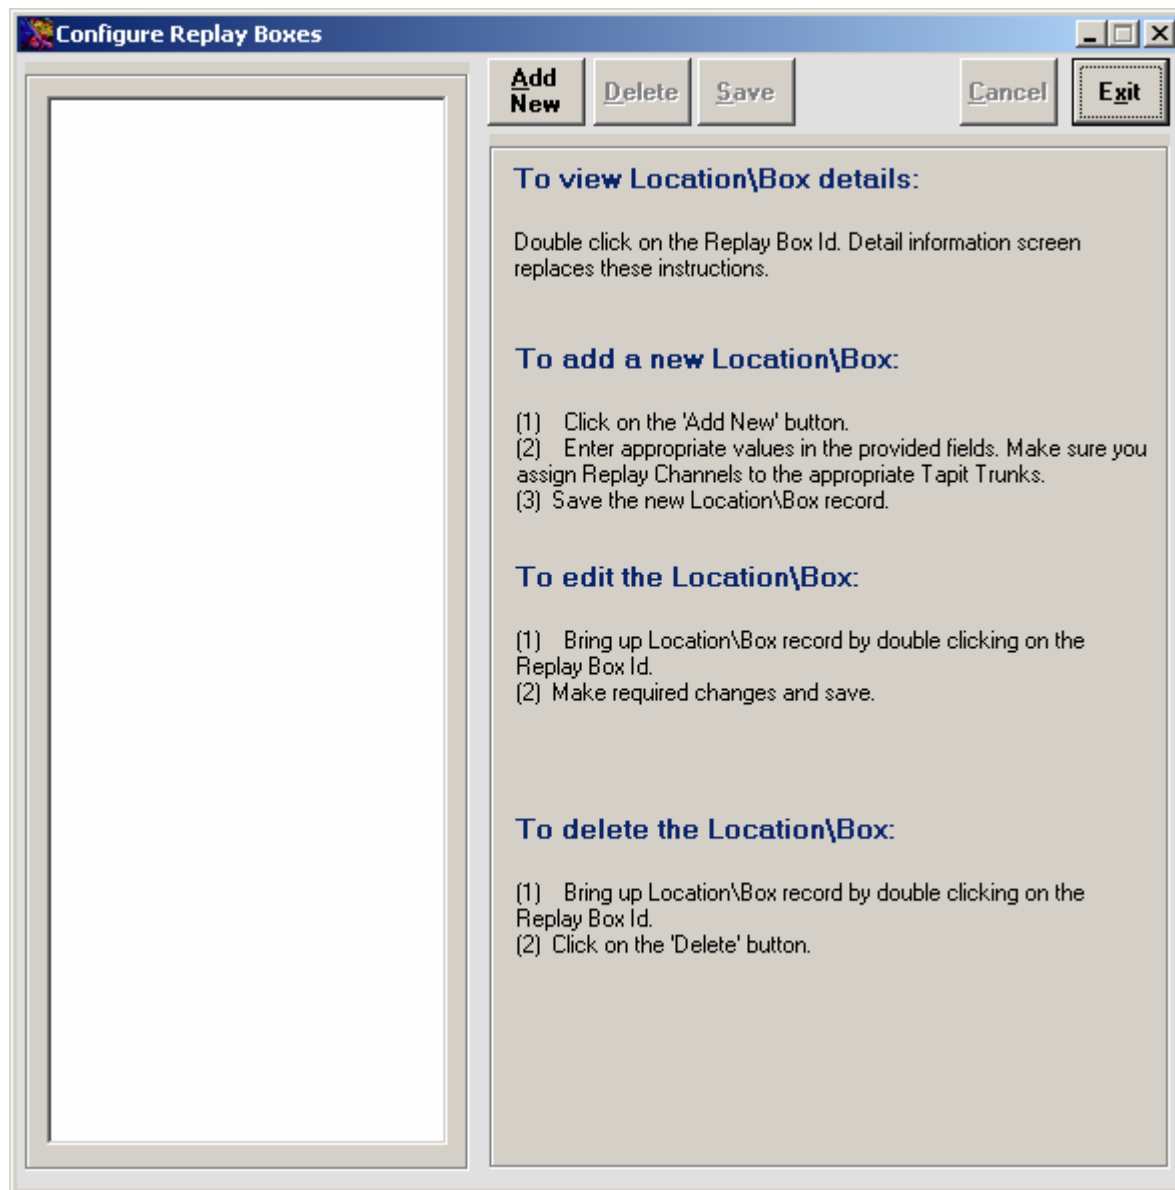 Configure Replay Boxes
Add
New
Delete
Save
Cancel
Exit
To view Location\Box details:
Double click on the Replay Box Id. Detail information screen
replaces these instructions.
To add a new Location\Box:
(1) Click on the 'Add New' button.
(2) Enter appropriate values in the provided fields. Make sure you
assign Replay Channels to the appropriate Tapit Trunks.
(3) Save the new Location\Box record.
To edit the Location\Box:
(1) Bring up Location\Box record by double clicking on the
Replay Box Id.
(2) Make required changes and save.
To delete the Location\Box:
(1) Bring up Location\Box record by double clicking on the
Replay Box Id.
(2) Click on the 'Delete' button.